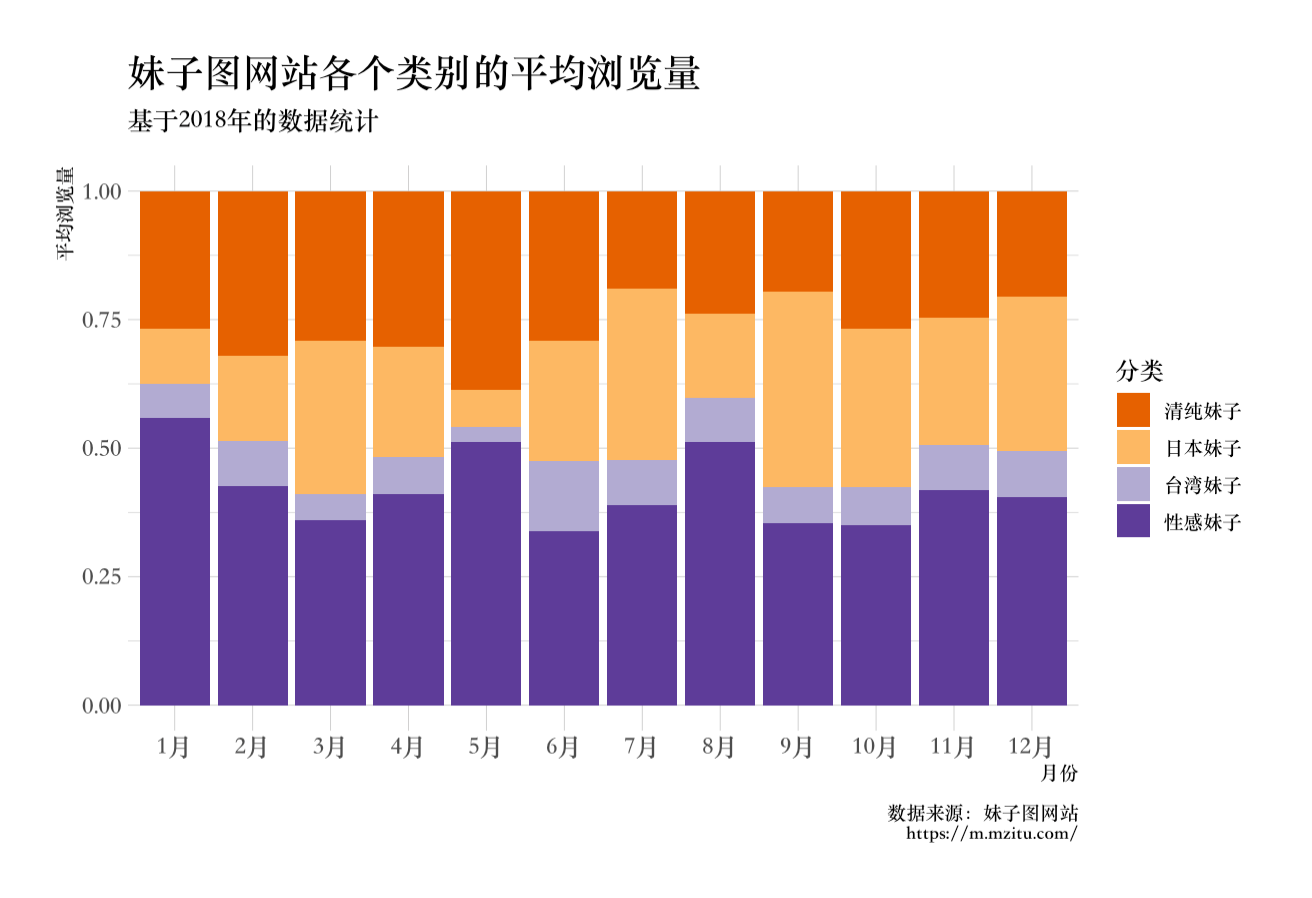 妹子图网站各个类别的平均浏览量
基于2018年的数据统计
平均浏览量
1.00
0.75
0.50
0.25
0.00
1月 2月 3月 4月 5月 6月 7月 8月 9月 10月 11月 12月
月份
分类
清纯妹子
日本妹子
台湾妹子
性感妹子
数据来源：妹子图网站
https://m.mzitu.com/